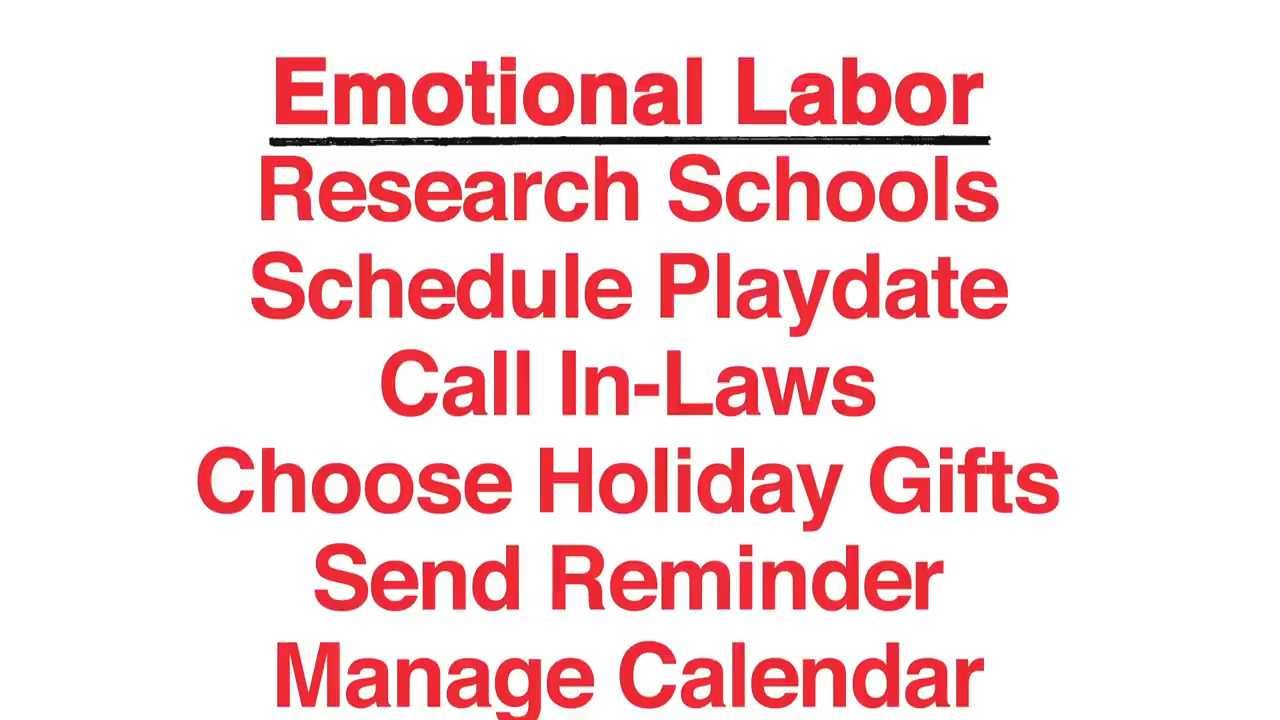 Emotional Labor
Research Schools
Schedule Playdate
Call In-Laws
Choose Holiday Gifts
Send Reminder
Manage Calendar